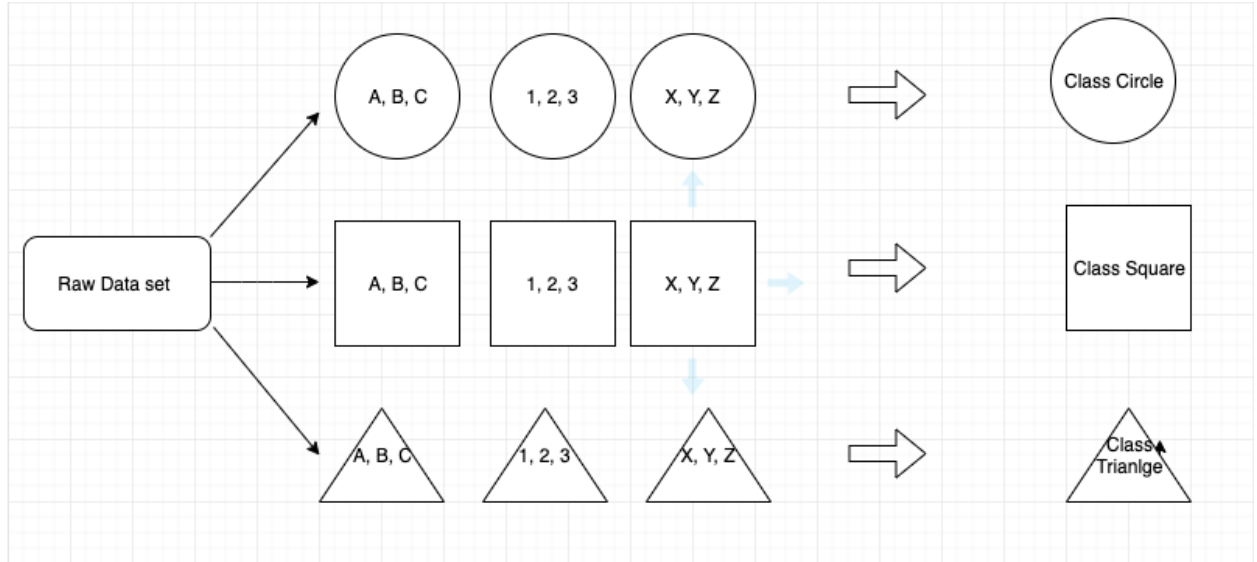 A, B, C
1, 2, 3
X, Y, Z
Class Circle
Raw Data set
A, B, C
1, 2, 3
X, Y, Z
Class Square
A, B, C
1, 2, 3
X, Y, Z
Class
Trianlge